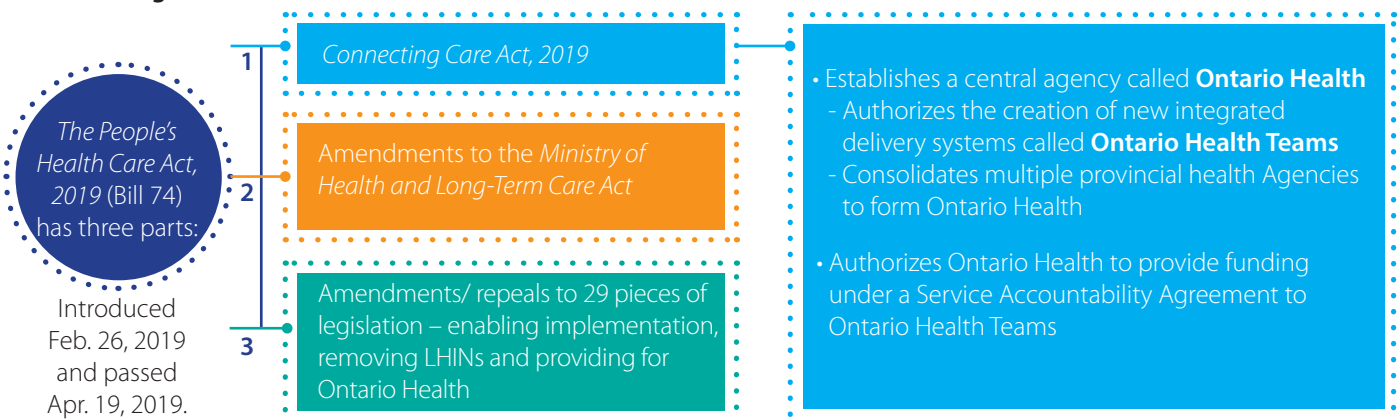 The People's
Health Care Act,
2019 (Bill 74)
has three parts:
Introduced
Feb. 26, 2019
and passed
Apr. 19, 2019.
1
Connecting Care Act, 2019
2
Amendments to the Ministry of
Health and Long-Term Care Act
3
Amendments/ repeals to 29 pieces of
legislation – enabling implementation,
removing LHINs and providing for
Ontario Health
• Establishes a central agency called Ontario Health
- Authorizes the creation of new integrated
delivery systems called Ontario Health Teams
- Consolidates multiple provincial health Agencies
to form Ontario Health
• Authorizes Ontario Health to provide funding
under a Service Accountability Agreement to
Ontario Health Teams